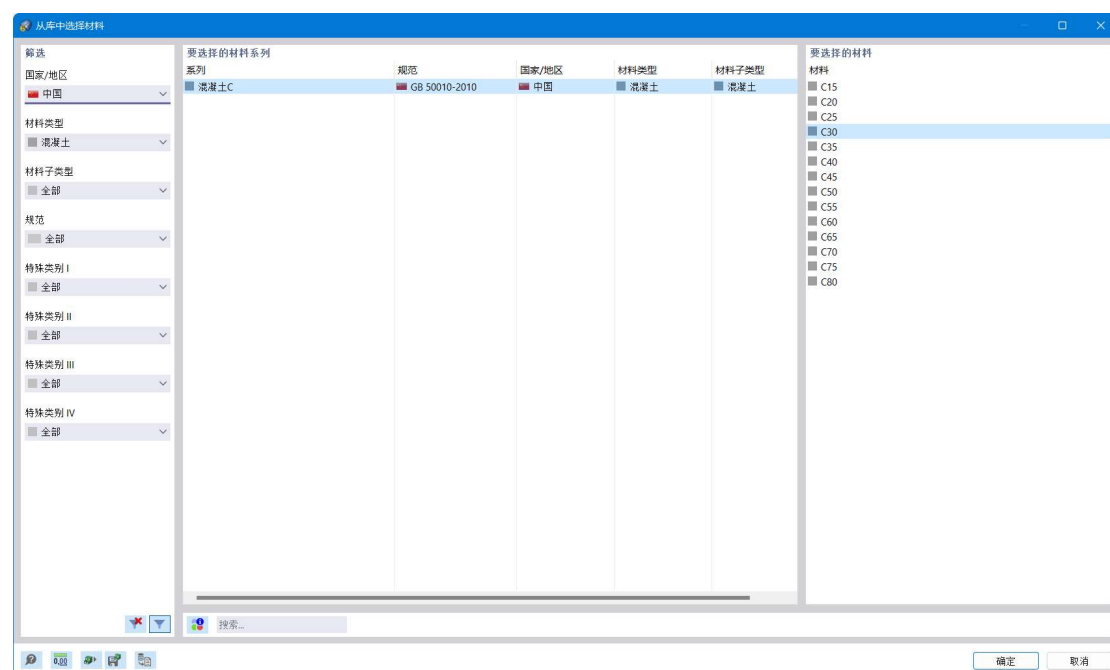 从库中选择材料
筛选
国家/地区
中国
材料类型
混凝土
材料子类型
全部
规范
全部
特殊类别 I
全部
特殊类别 II
全部
特殊类别 III
全部
特殊类别 IV
全部
要选择的材料系列
系列 规范 国家/地区 材料类型 材料子类型
混凝土C GB 50010-2010 中国 混凝土 混凝土
搜索...
要选择的材料
材料
C15
C20
C25
C30
C35
C40
C45
C50
C55
C60
C65
C70
C75
C80
0,00
确定 取消